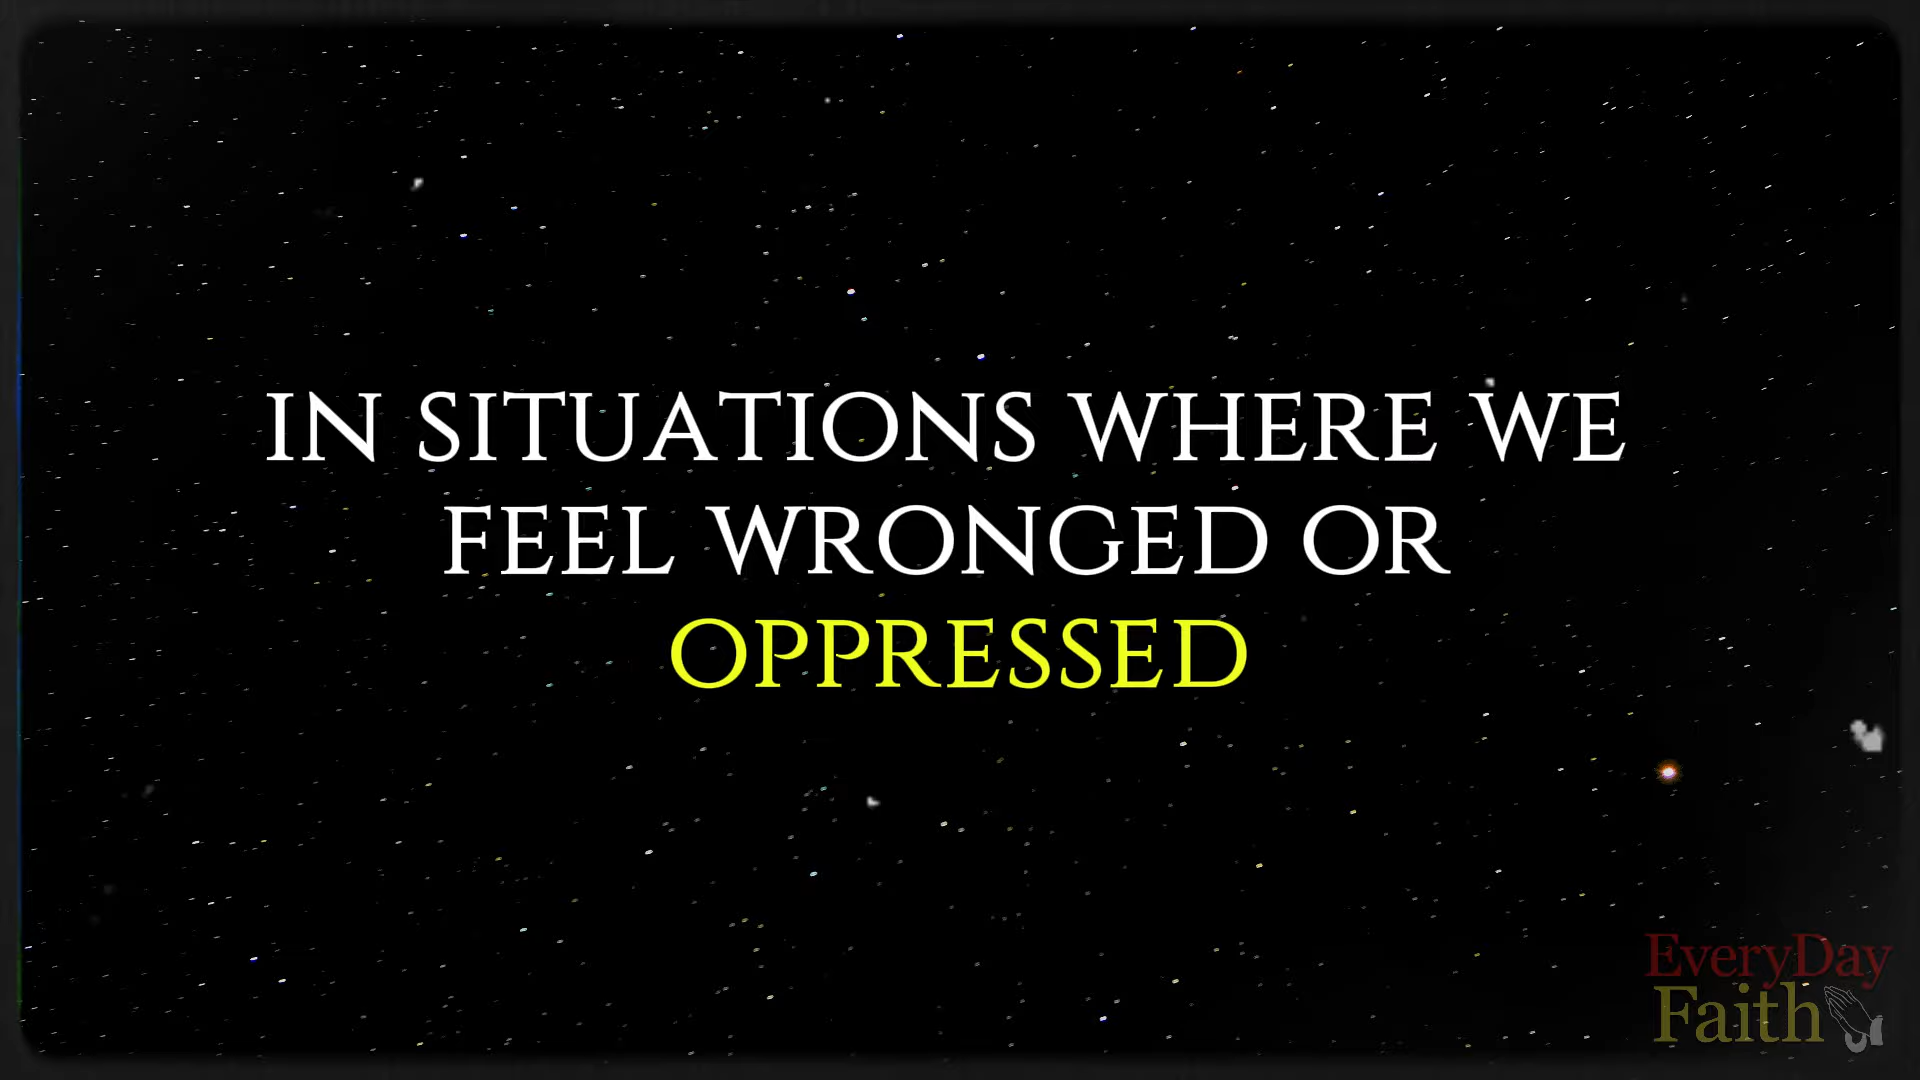 IN SITUATIONS WHERE WE
FEEL WRONGED OR
OPPRESSED
EveryDay
Faith